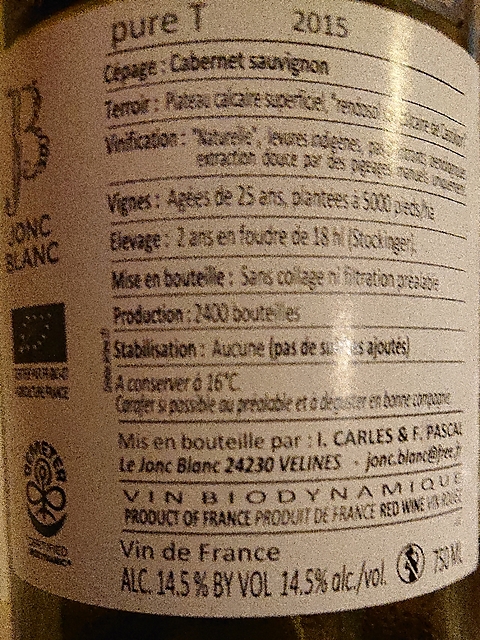 pure T 2015
Cépage : Cabernet sauvignon
Terroir : Plateau calcaire superficiel,
Vinification : "Naturelle", levures indigènes,
extraction douce par des pigeages manuels uniquement
Vignes : Agées de 25 ans, plantées à 5000 pieds/ha
Elevage : 2 ans en foudre de 18 hl (Stockinger).
Mise en bouteille : Sans collage ni filtration préalable
Production : 2400 bouteilles
Stabilisation : Aucune (pas de sulfites ajoutés)
A conserver à 16°C.
Carafer si possible au préalable et à déguster en bonne compagnie.
Mis en bouteille par : I. CARLES & F. PASCAL
Le Jonc Blanc 24230 VELINES - jonc.blanc@free.fr
VIN BIODYNAMIQUE
PRODUCT OF FRANCE PRODUIT DE FRANCE RED WINE VIN ROUGE
Vin de France
ALC. 14.5 % BY VOL 14.5% alc./vol. 750 ML
JB
JONC
BLANC
DEMETER